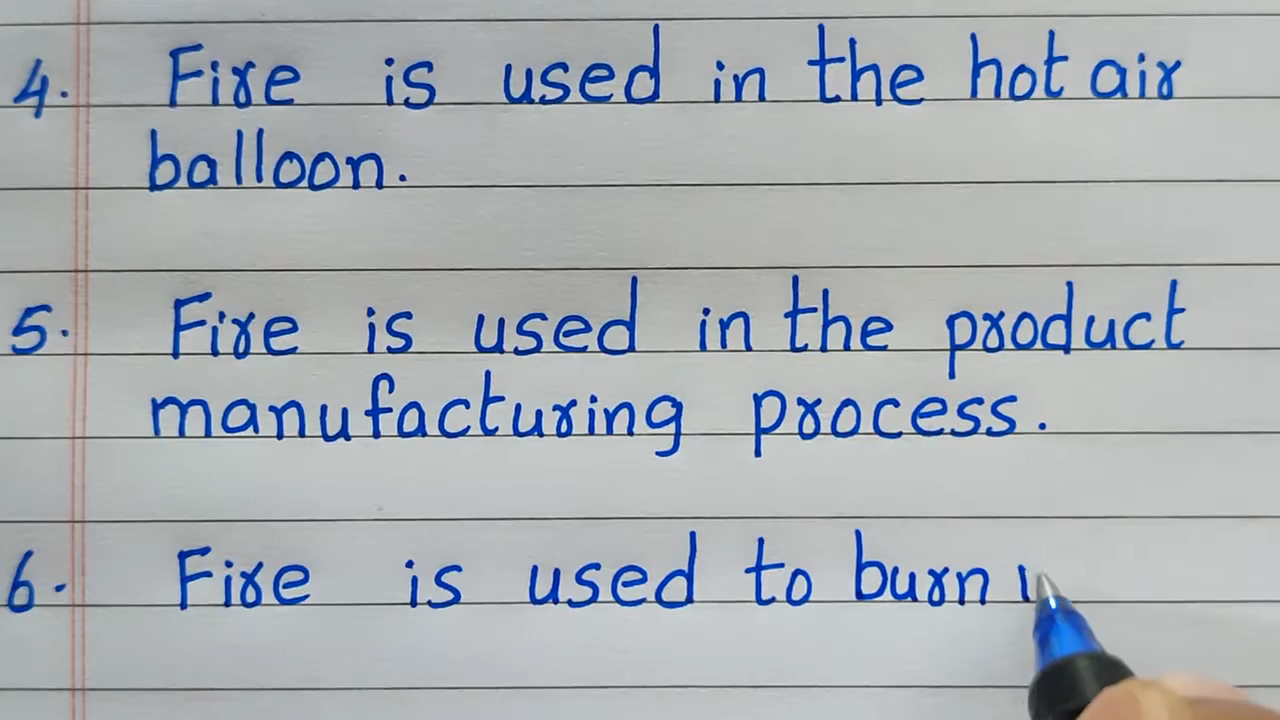 4. Fire is used in the hot air
balloon.
5. Fire is used in the product
manufacturing process.
6. Fire is used to burn